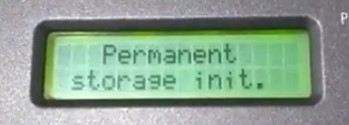 Permanent
storage init.
P